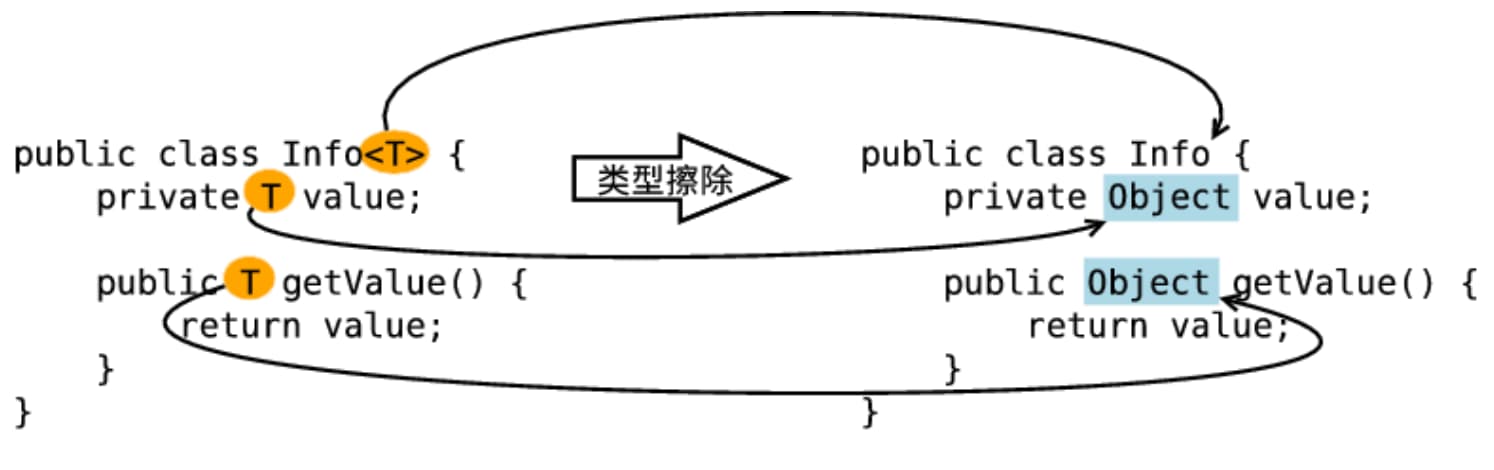 public class Info<T> {
    private T value;
    public T getValue() {
        return value;
    }
}
类型擦除
public class Info {
    private Object value;
    public Object getValue() {
        return value;
    }
}